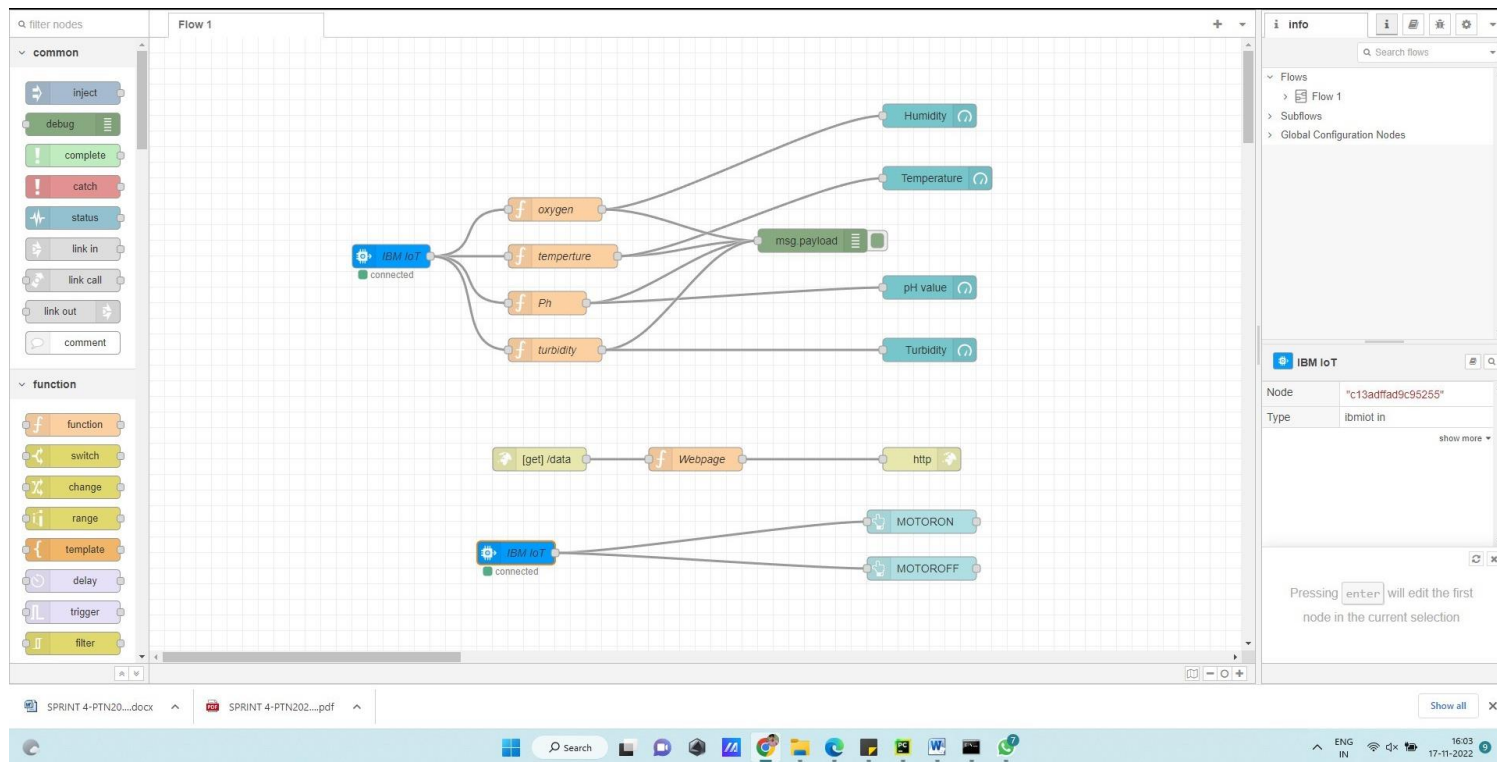 filter nodes
Flow 1
info
common
Search flows
inject
debug
complete
catch
status
link in
link call
link out
comment
function
function
switch
change
range
template
delay
trigger
filter
Humidity
Temperature
oxygen
msg.payload
IBM IoT
temperture
connected
pH value
Ph
turbidity
Turbidity
[get] /data
Webpage
http
MOTORON
IBM IoT
connected
MOTOROFF
Flows
Flow 1
Subflows
Global Configuration Nodes
IBM IoT
Node "c13adffad9c95255"
Type ibmiot in
show more
Pressing enter will edit the first
node in the current selection
SPRINT 4-PTN20....docx
SPRINT 4-PTN202....pdf
Show all
Search
7
ENG
IN
16:03
17-11-2022
9